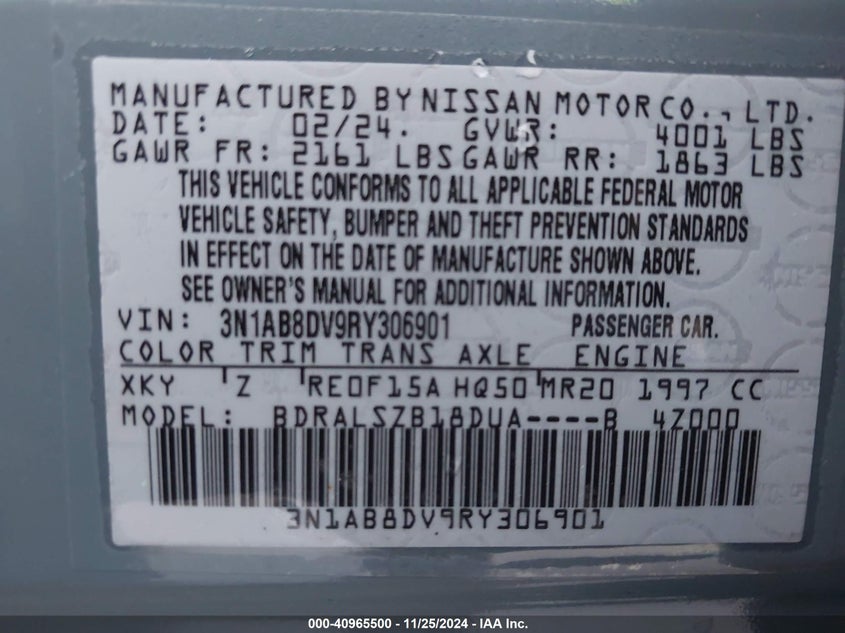 MANUFACTURED BY NISSAN MOTOR CO., LTD.
DATE: 02/24. GVWR: 4001 LBS
GAWR FR: 2161 LBS GAWR RR: 1863 LBS
THIS VEHICLE CONFORMS TO ALL APPLICABLE FEDERAL MOTOR
VEHICLE SAFETY, BUMPER AND THEFT PREVENTION STANDARDS
IN EFFECT ON THE DATE OF MANUFACTURE SHOWN ABOVE.
SEE OWNER'S MANUAL FOR ADDITIONAL INFORMATION.
VIN: 3N1AB8DV9RY306901 PASSENGER CAR.
COLOR TRIM TRANS AXLE ENGINE
XKY Z RE0F15A HQ50 MR20 1997 CC
MODEL: BDRALSZB18DUA----B 4Z000
3N1AB8DV9RY306901
000-40965500 - 11/25/2024 - IAA Inc.